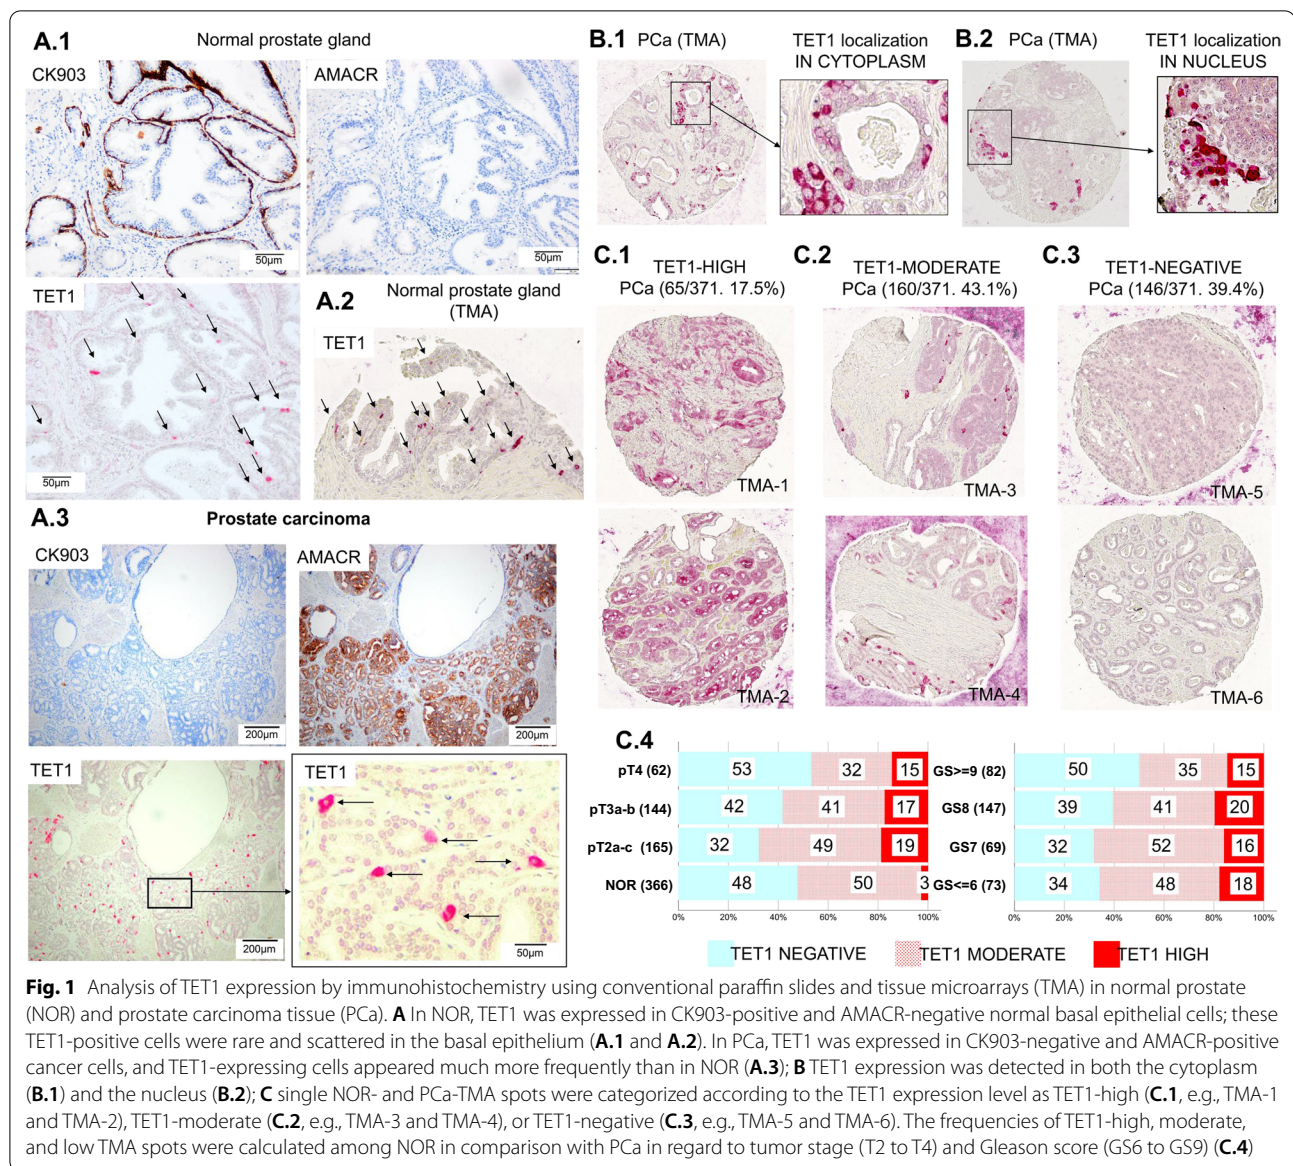 A.1
Normal prostate gland
CK903
AMACR
50µm
50µm
TET1
50µm
A.2
Normal prostate gland
(TMA)
TET1
A.3
Prostate carcinoma
CK903
AMACR
200µm
200µm
TET1
200µm
TET1
50µm
B.1
PCa (TMA)
TET1 localization
IN CYTOPLASM
B.2
PCa (TMA)
TET1 localization
IN NUCLEUS
C.1
TET1-HIGH
PCa (65/371. 17.5%)
TMA-1
TMA-2
C.2
TET1-MODERATE
PCa (160/371. 43.1%)
TMA-3
TMA-4
C.3
TET1-NEGATIVE
PCa (146/371. 39.4%)
TMA-5
TMA-6
C.4
pT4 (62) 53 32 15
pT3a-b (144) 42 41 17
pT2a-c (165) 32 49 19
NOR (366) 48 50 3
0% 20% 40% 60% 80% 100%
GS>=9 (82) 50 35 15
GS8 (147) 39 41 20
GS7 (69) 32 52 16
GS<=6 (73) 34 48 18
0% 20% 40% 60% 80% 100%
TET1 NEGATIVE TET1 MODERATE TET1 HIGH
Fig. 1 Analysis of TET1 expression by immunohistochemistry using conventional paraffin slides and tissue microarrays (TMA) in normal prostate
(NOR) and prostate carcinoma tissue (PCa). A In NOR, TET1 was expressed in CK903-positive and AMACR-negative normal basal epithelial cells; these
TET1-positive cells were rare and scattered in the basal epithelium (A.1 and A.2). In PCa, TET1 was expressed in CK903-negative and AMACR-positive
cancer cells, and TET1-expressing cells appeared much more frequently than in NOR (A.3); B TET1 expression was detected in both the cytoplasm
(B.1) and the nucleus (B.2); C single NOR- and PCa-TMA spots were categorized according to the TET1 expression level as TET1-high (C.1, e.g., TMA-1
and TMA-2), TET1-moderate (C.2, e.g., TMA-3 and TMA-4), or TET1-negative (C.3, e.g., TMA-5 and TMA-6). The frequencies of TET1-high, moderate,
and low TMA spots were calculated among NOR in comparison with PCa in regard to tumor stage (T2 to T4) and Gleason score (GS6 to GS9) (C.4)